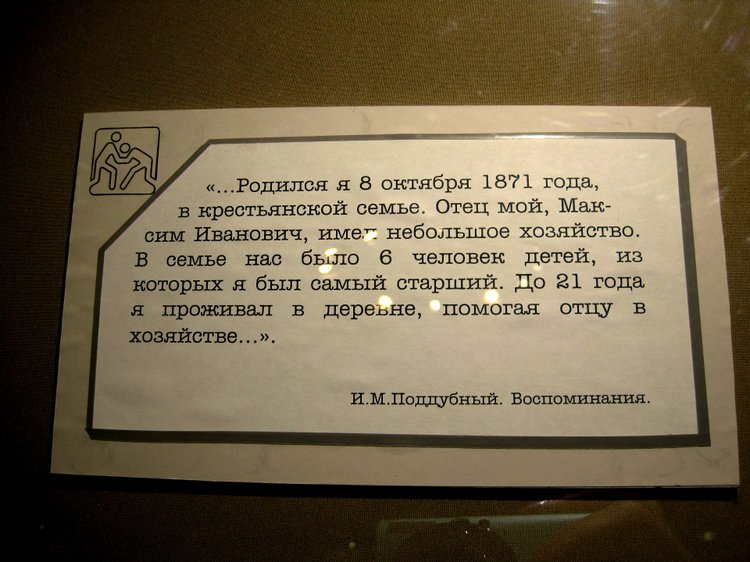 «...Родился я 8 октября 1871 года,
в крестьянской семье. Отец мой, Мак-
сим Иванович, имел небольшое хозяйство.
В семье нас было 6 человек детей, из
которых я был самый старший. До 21 года
я проживал в деревне, помогая отцу в
хозяйстве...».
И.М.Поддубный. Воспоминания.